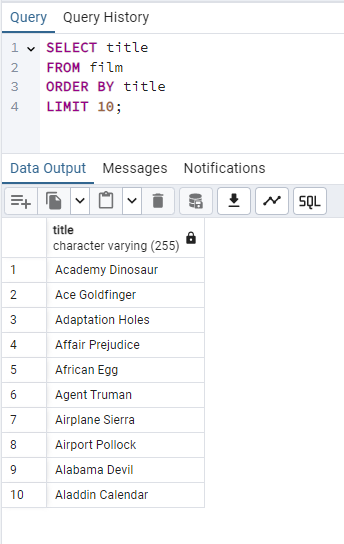 Query Query History
1 SELECT title
2 FROM film
3 ORDER BY title
4 LIMIT 10;
Data Output Messages Notifications
SQL
title
character varying (255)
1 Academy Dinosaur
2 Ace Goldfinger
3 Adaptation Holes
4 Affair Prejudice
5 African Egg
6 Agent Truman
7 Airplane Sierra
8 Airport Pollock
9 Alabama Devil
10 Aladdin Calendar